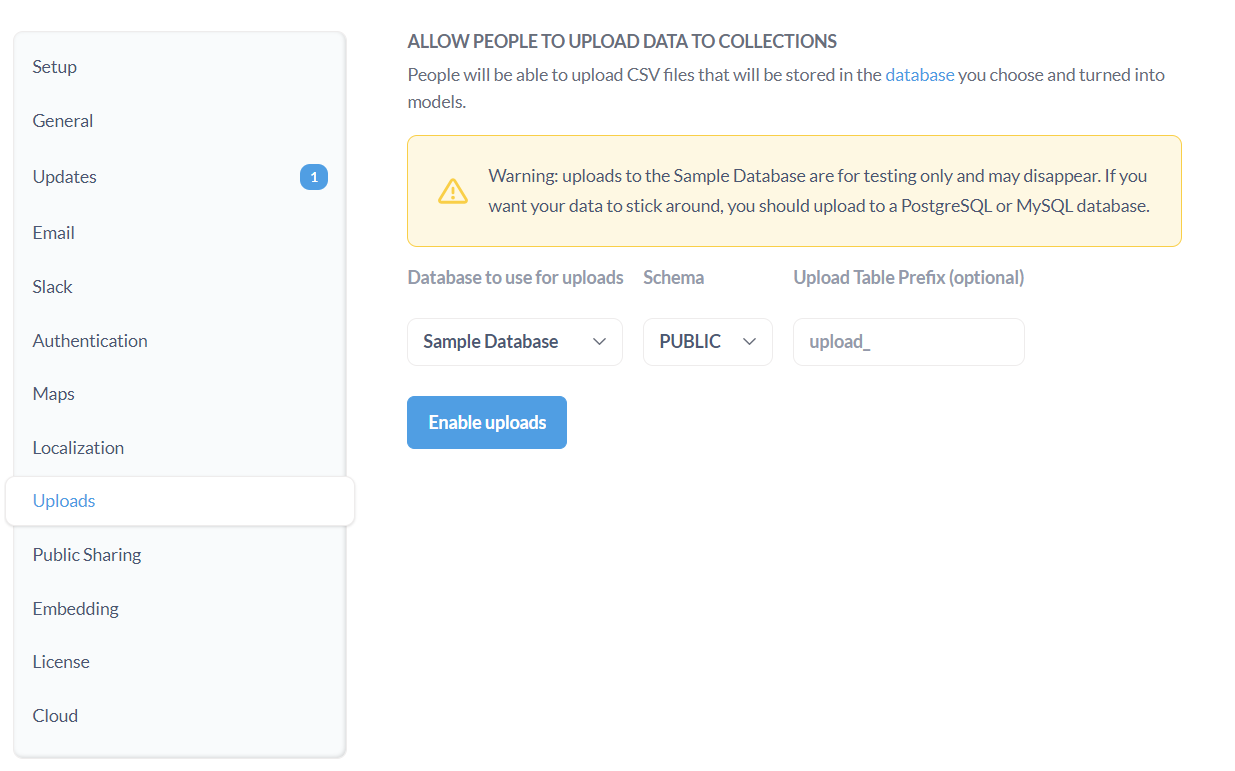 Setup
General
Updates
1
Email
Slack
Authentication
Maps
Localization
Uploads
Public Sharing
Embedding
License
Cloud
ALLOW PEOPLE TO UPLOAD DATA TO COLLECTIONS
People will be able to upload CSV files that will be stored in the database you choose and turned into
models.
Warning: uploads to the Sample Database are for testing only and may disappear. If you
want your data to stick around, you should upload to a PostgreSQL or MySQL database.
Database to use for uploads
Schema
Upload Table Prefix (optional)
Sample Database
PUBLIC
upload_
Enable uploads